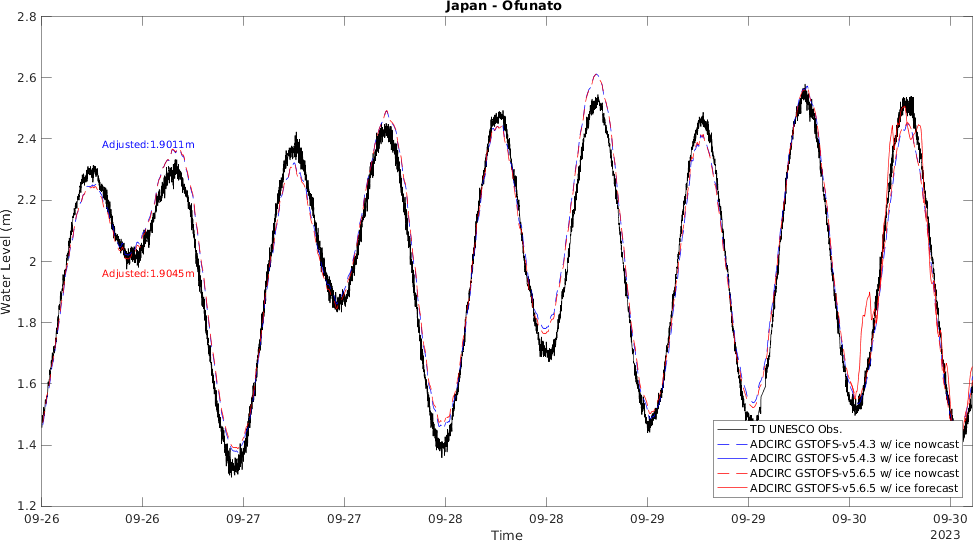 Japan - Ofunato
2.8
2.6
2.4
2.2
2
1.8
1.6
1.4
1.2
Water Level (m)
Adjusted:1.9011m
Adjusted:1.9045m
TD UNESCO Obs.
ADCIRC GSTOFS-v5.4.3 w/ ice nowcast
ADCIRC GSTOFS-v5.4.3 w/ ice forecast
ADCIRC GSTOFS-v5.6.5 w/ ice nowcast
ADCIRC GSTOFS-v5.6.5 w/ ice forecast
09-26 09-26 09-27 09-27 09-28 09-28 09-29 09-29 09-30 09-30
2023
Time